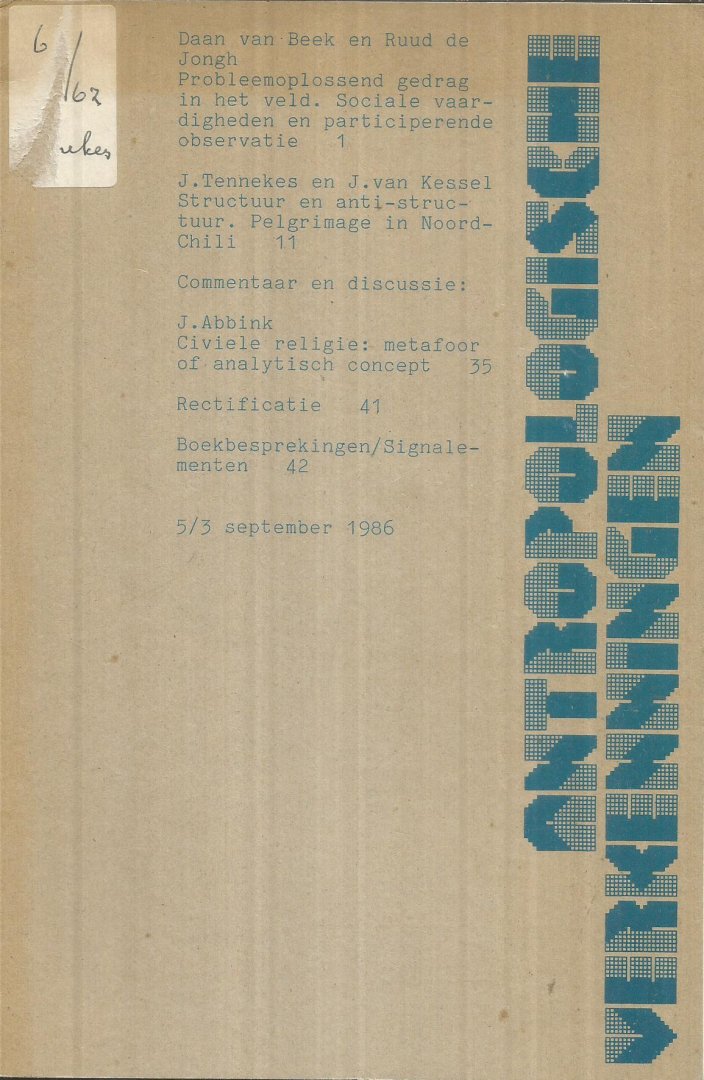 6/62
Daan van Beek en Ruud de
Jongh
Probleemoplossend gedrag
in het veld. Sociale vaar-
digheden en participerende
observatie 1
J.Tennekes en J.van Kessel
Structuur en anti-struc-
tuur. Pelgrimage in Noord-
Chili 11
Commentaar en discussie:
J.Abbink
Civiele religie: metafoor
of analytisch concept 35
Rectificatie 41
Boekbesprekingen/Signale-
menten 42
5/3 september 1986
ANTROPOLOGISCHE
VERKENNINGEN